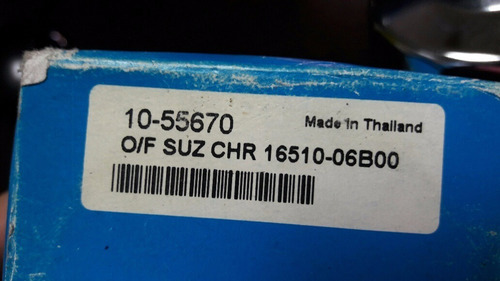 10-55670 Made in Thailand
O/F SUZ CHR 16510-06B00